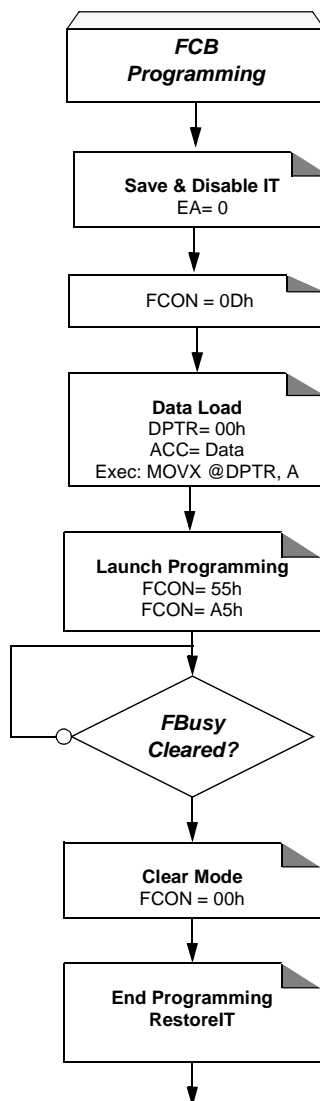 FCB
Programming
Save & Disable IT
EA= 0
FCON = 0Dh
Data Load
DPTR= 00h
ACC= Data
Exec: MOVX @DPTR, A
Launch Programming
FCON= 55h
FCON= A5h
FBusy
Cleared?
Clear Mode
FCON = 00h
End Programming
RestoreIT